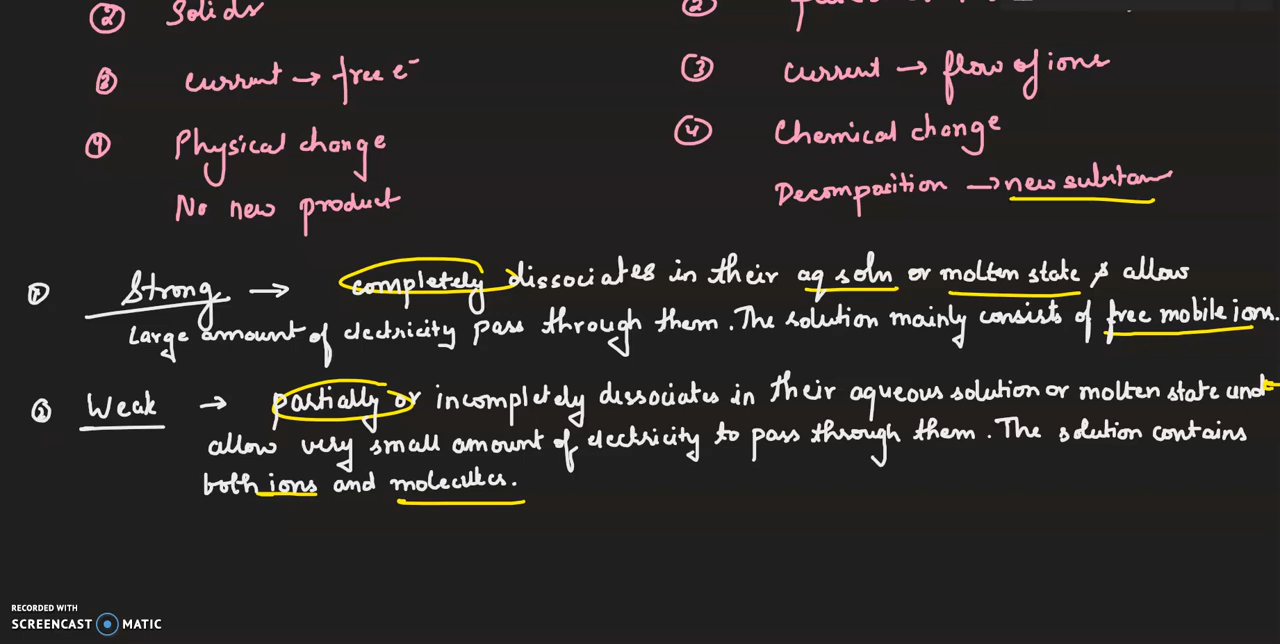 ② Solids
②
③ current → free e⁻
③ current → flow of ions
④ Physical change
④ Chemical change
No new product
Decomposition → new substan
① Strong → completely dissociates in their aq soln or molten state & allow
large amount of electricity pass through them. The solution mainly consists of free mobile ions.
② Weak → partially or incompletely dissociates in their aqueous solution or molten state and
allow very small amount of electricity to pass through them. The solution contains
both ions and molecules.
RECORDED WITH
SCREENCAST MATIC